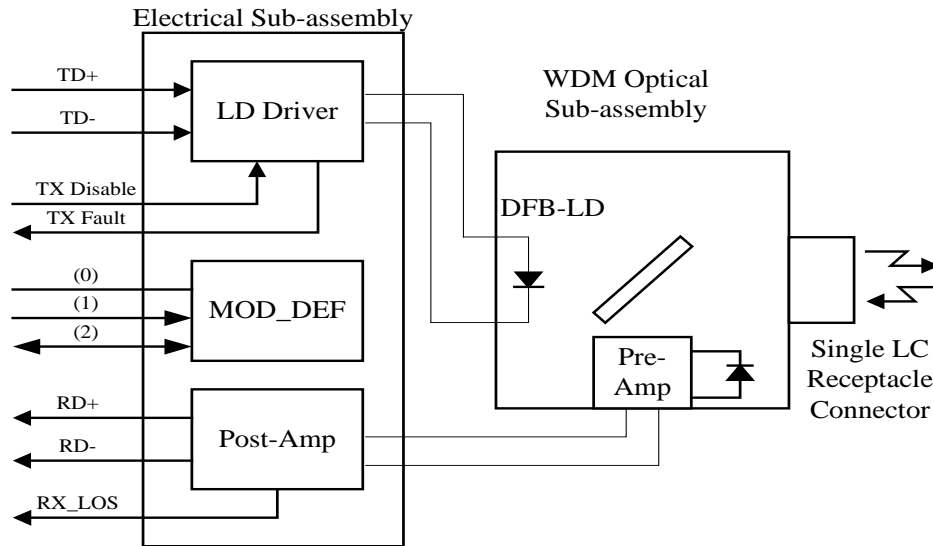 Electrical Sub-assembly
TD+
TD-
TX Disable
TX Fault
LD Driver
(0)
(1)
(2)
MOD_DEF
RD+
RD-
RX_LOS
Post-Amp
WDM Optical
Sub-assembly
DFB-LD
Pre-
Amp
Single LC
Receptacle
Connector